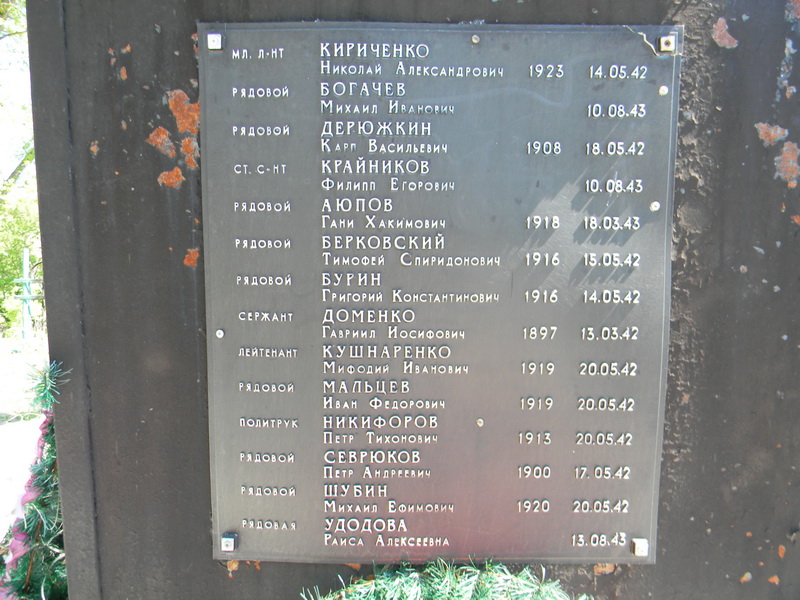 МЛ. Л-НТ КИРИЧЕНКО
НИКОЛАЙ АЛЕКСАНДРОВИЧ 1923 14.05.42
РЯДОВОЙ БОГАЧЕВ
МИХАИЛ ИВАНОВИЧ 10.08.43
РЯДОВОЙ ДЕРЮЖКИН
КАРП ВАСИЛЬЕВИЧ 1908 18.05.42
СТ. С-НТ КРАЙНИКОВ
ФИЛИПП ЕГОРОВИЧ 10.08.43
РЯДОВОЙ АЮПОВ
ГАНИ ХАКИМОВИЧ 1918 18.03.43
РЯДОВОЙ БЕРКОВСКИЙ
ТИМОФЕЙ СПИРИДОНОВИЧ 1916 15.05.42
РЯДОВОЙ БУРИН
ГРИГОРИЙ КОНСТАНТИНОВИЧ 1916 14.05.42
СЕРЖАНТ ДОМЕНКО
ГАВРИИЛ ИОСИФОВИЧ 1897 13.03.42
ЛЕЙТЕНАНТ КУШНАРЕНКО
МИФОДИЙ ИВАНОВИЧ 1919 20.05.42
РЯДОВОЙ МАЛЬЦЕВ
ИВАН ФЕДОРОВИЧ 1919 20.05.42
ПОЛИТРУК НИКИФОРОВ
ПЕТР ТИХОНОВИЧ 1913 20.05.42
РЯДОВОЙ СЕВРЮКОВ
ПЕТР АНДРЕЕВИЧ 1900 17.05.42
РЯДОВОЙ ШУБИН
МИХАИЛ ЕФИМОВИЧ 1920 20.05.42
РЯДОВАЯ УДОДОВА
РАИСА АЛЕКСЕЕВНА 13.08.43